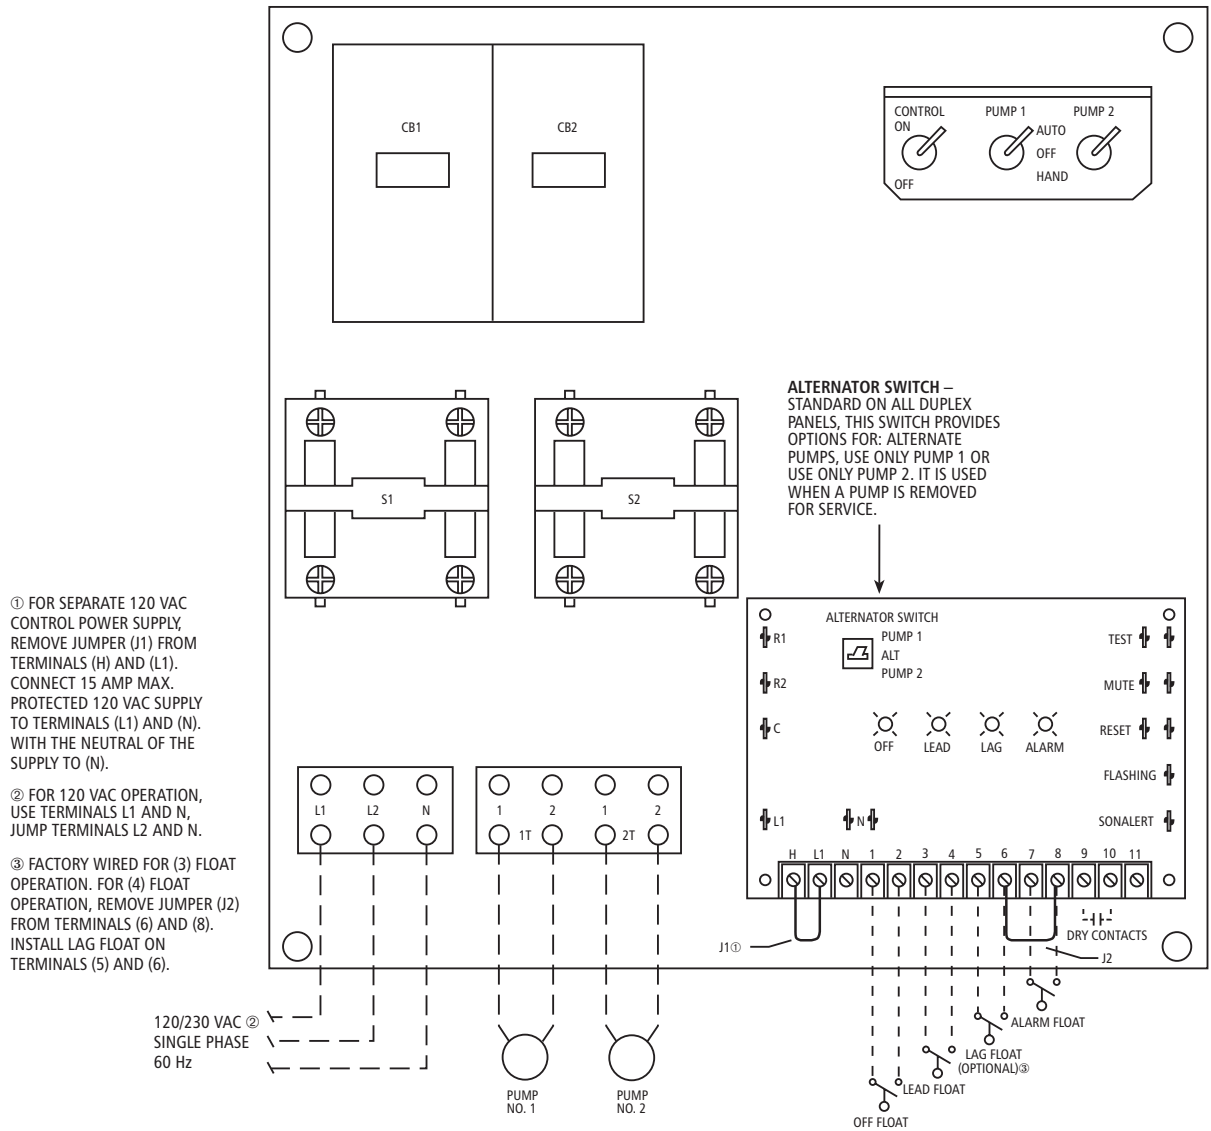 CB1
CB2
CONTROL
ON
OFF
PUMP 1
PUMP 2
AUTO
OFF
HAND
ALTERNATOR SWITCH –
STANDARD ON ALL DUPLEX
PANELS, THIS SWITCH PROVIDES
OPTIONS FOR: ALTERNATE
PUMPS, USE ONLY PUMP 1 OR
USE ONLY PUMP 2. IT IS USED
WHEN A PUMP IS REMOVED
FOR SERVICE.
S1
S2
① FOR SEPARATE 120 VAC
CONTROL POWER SUPPLY,
REMOVE JUMPER (J1) FROM
TERMINALS (H) AND (L1).
CONNECT 15 AMP MAX.
PROTECTED 120 VAC SUPPLY
TO TERMINALS (L1) AND (N).
WITH THE NEUTRAL OF THE
SUPPLY TO (N).
② FOR 120 VAC OPERATION,
USE TERMINALS L1 AND N,
JUMP TERMINALS L2 AND N.
③ FACTORY WIRED FOR (3) FLOAT
OPERATION. FOR (4) FLOAT
OPERATION, REMOVE JUMPER (J2)
FROM TERMINALS (6) AND (8).
INSTALL LAG FLOAT ON
TERMINALS (5) AND (6).
ALTERNATOR SWITCH
PUMP 1
ALT
PUMP 2
R1
R2
C
L1
N
TEST
MUTE
RESET
FLASHING
SONALERT
OFF
LEAD
LAG
ALARM
H L1 N 1 2 3 4 5 6 7 8 9 10 11
L1 L2 N
1 2 1 2
1T 2T
J1①
DRY CONTACTS
J2
120/230 VAC ②
SINGLE PHASE
60 Hz
PUMP
NO. 1
PUMP
NO. 2
ALARM FLOAT
LAG FLOAT
(OPTIONAL)③
LEAD FLOAT
OFF FLOAT